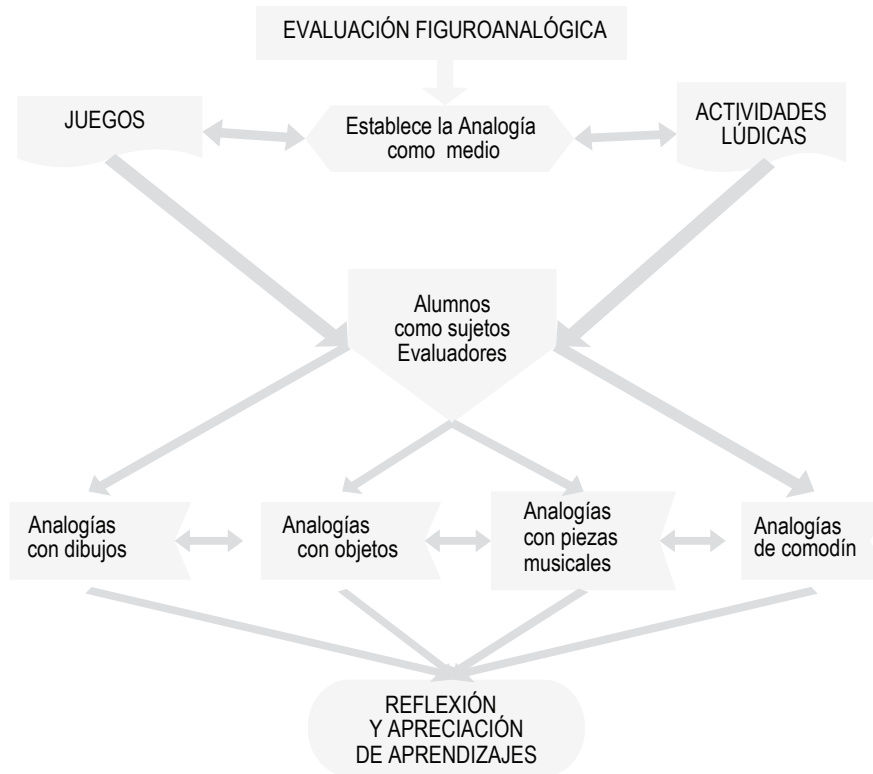 EVALUACIÓN FIGUROANALÓGICA
JUEGOS
Establece la Analogía
como medio
ACTIVIDADES
LÚDICAS
Alumnos
como sujetos
Evaluadores
Analogías
con dibujos
Analogías
con objetos
Analogías
con piezas
musicales
Analogías
de comodín
REFLEXIÓN
Y APRECIACIÓN
DE APRENDIZAJES